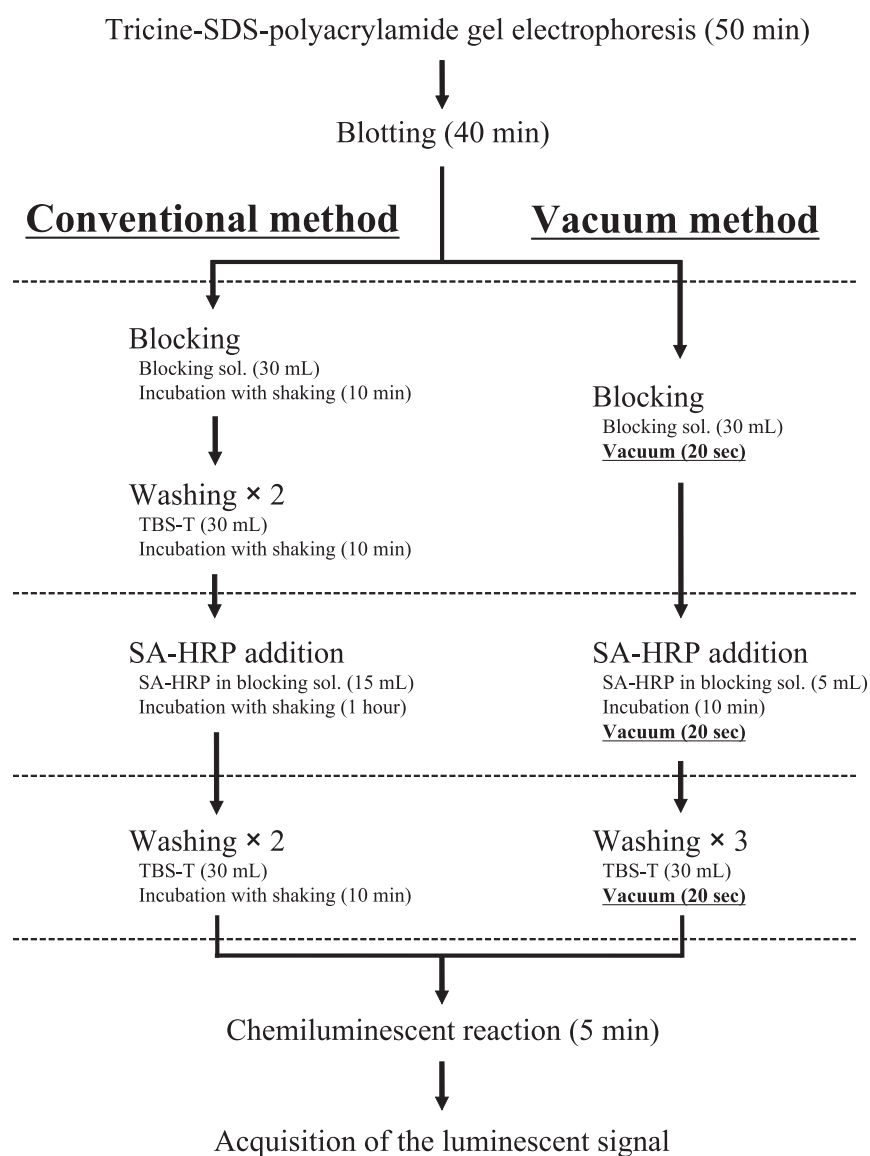 Tricine-SDS-polyacrylamide gel electrophoresis (50 min)
Blotting (40 min)
Conventional method
Vacuum method
Blocking
Blocking sol. (30 mL)
Incubation with shaking (10 min)
Washing × 2
TBS-T (30 mL)
Incubation with shaking (10 min)
Blocking
Blocking sol. (30 mL)
Vacuum (20 sec)
SA-HRP addition
SA-HRP in blocking sol. (15 mL)
Incubation with shaking (1 hour)
SA-HRP addition
SA-HRP in blocking sol. (5 mL)
Incubation (10 min)
Vacuum (20 sec)
Washing × 2
TBS-T (30 mL)
Incubation with shaking (10 min)
Washing × 3
TBS-T (30 mL)
Vacuum (20 sec)
Chemiluminescent reaction (5 min)
Acquisition of the luminescent signal